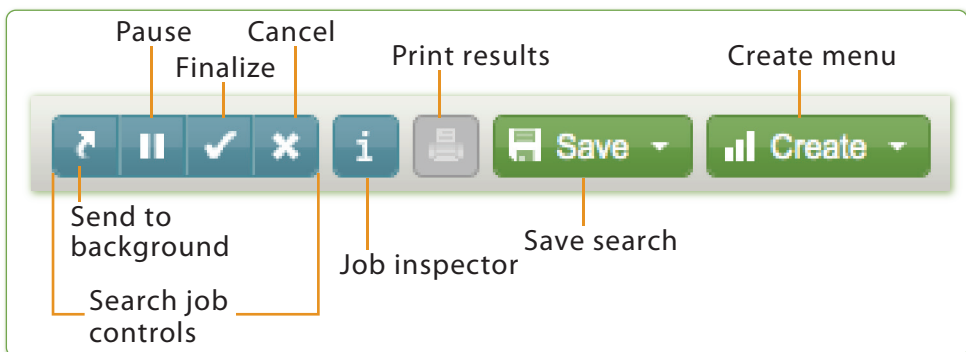 Pause
Cancel
Finalize
Print results
Create menu
i
Save
Create
Send to
background
Job inspector
Save search
Search job
controls